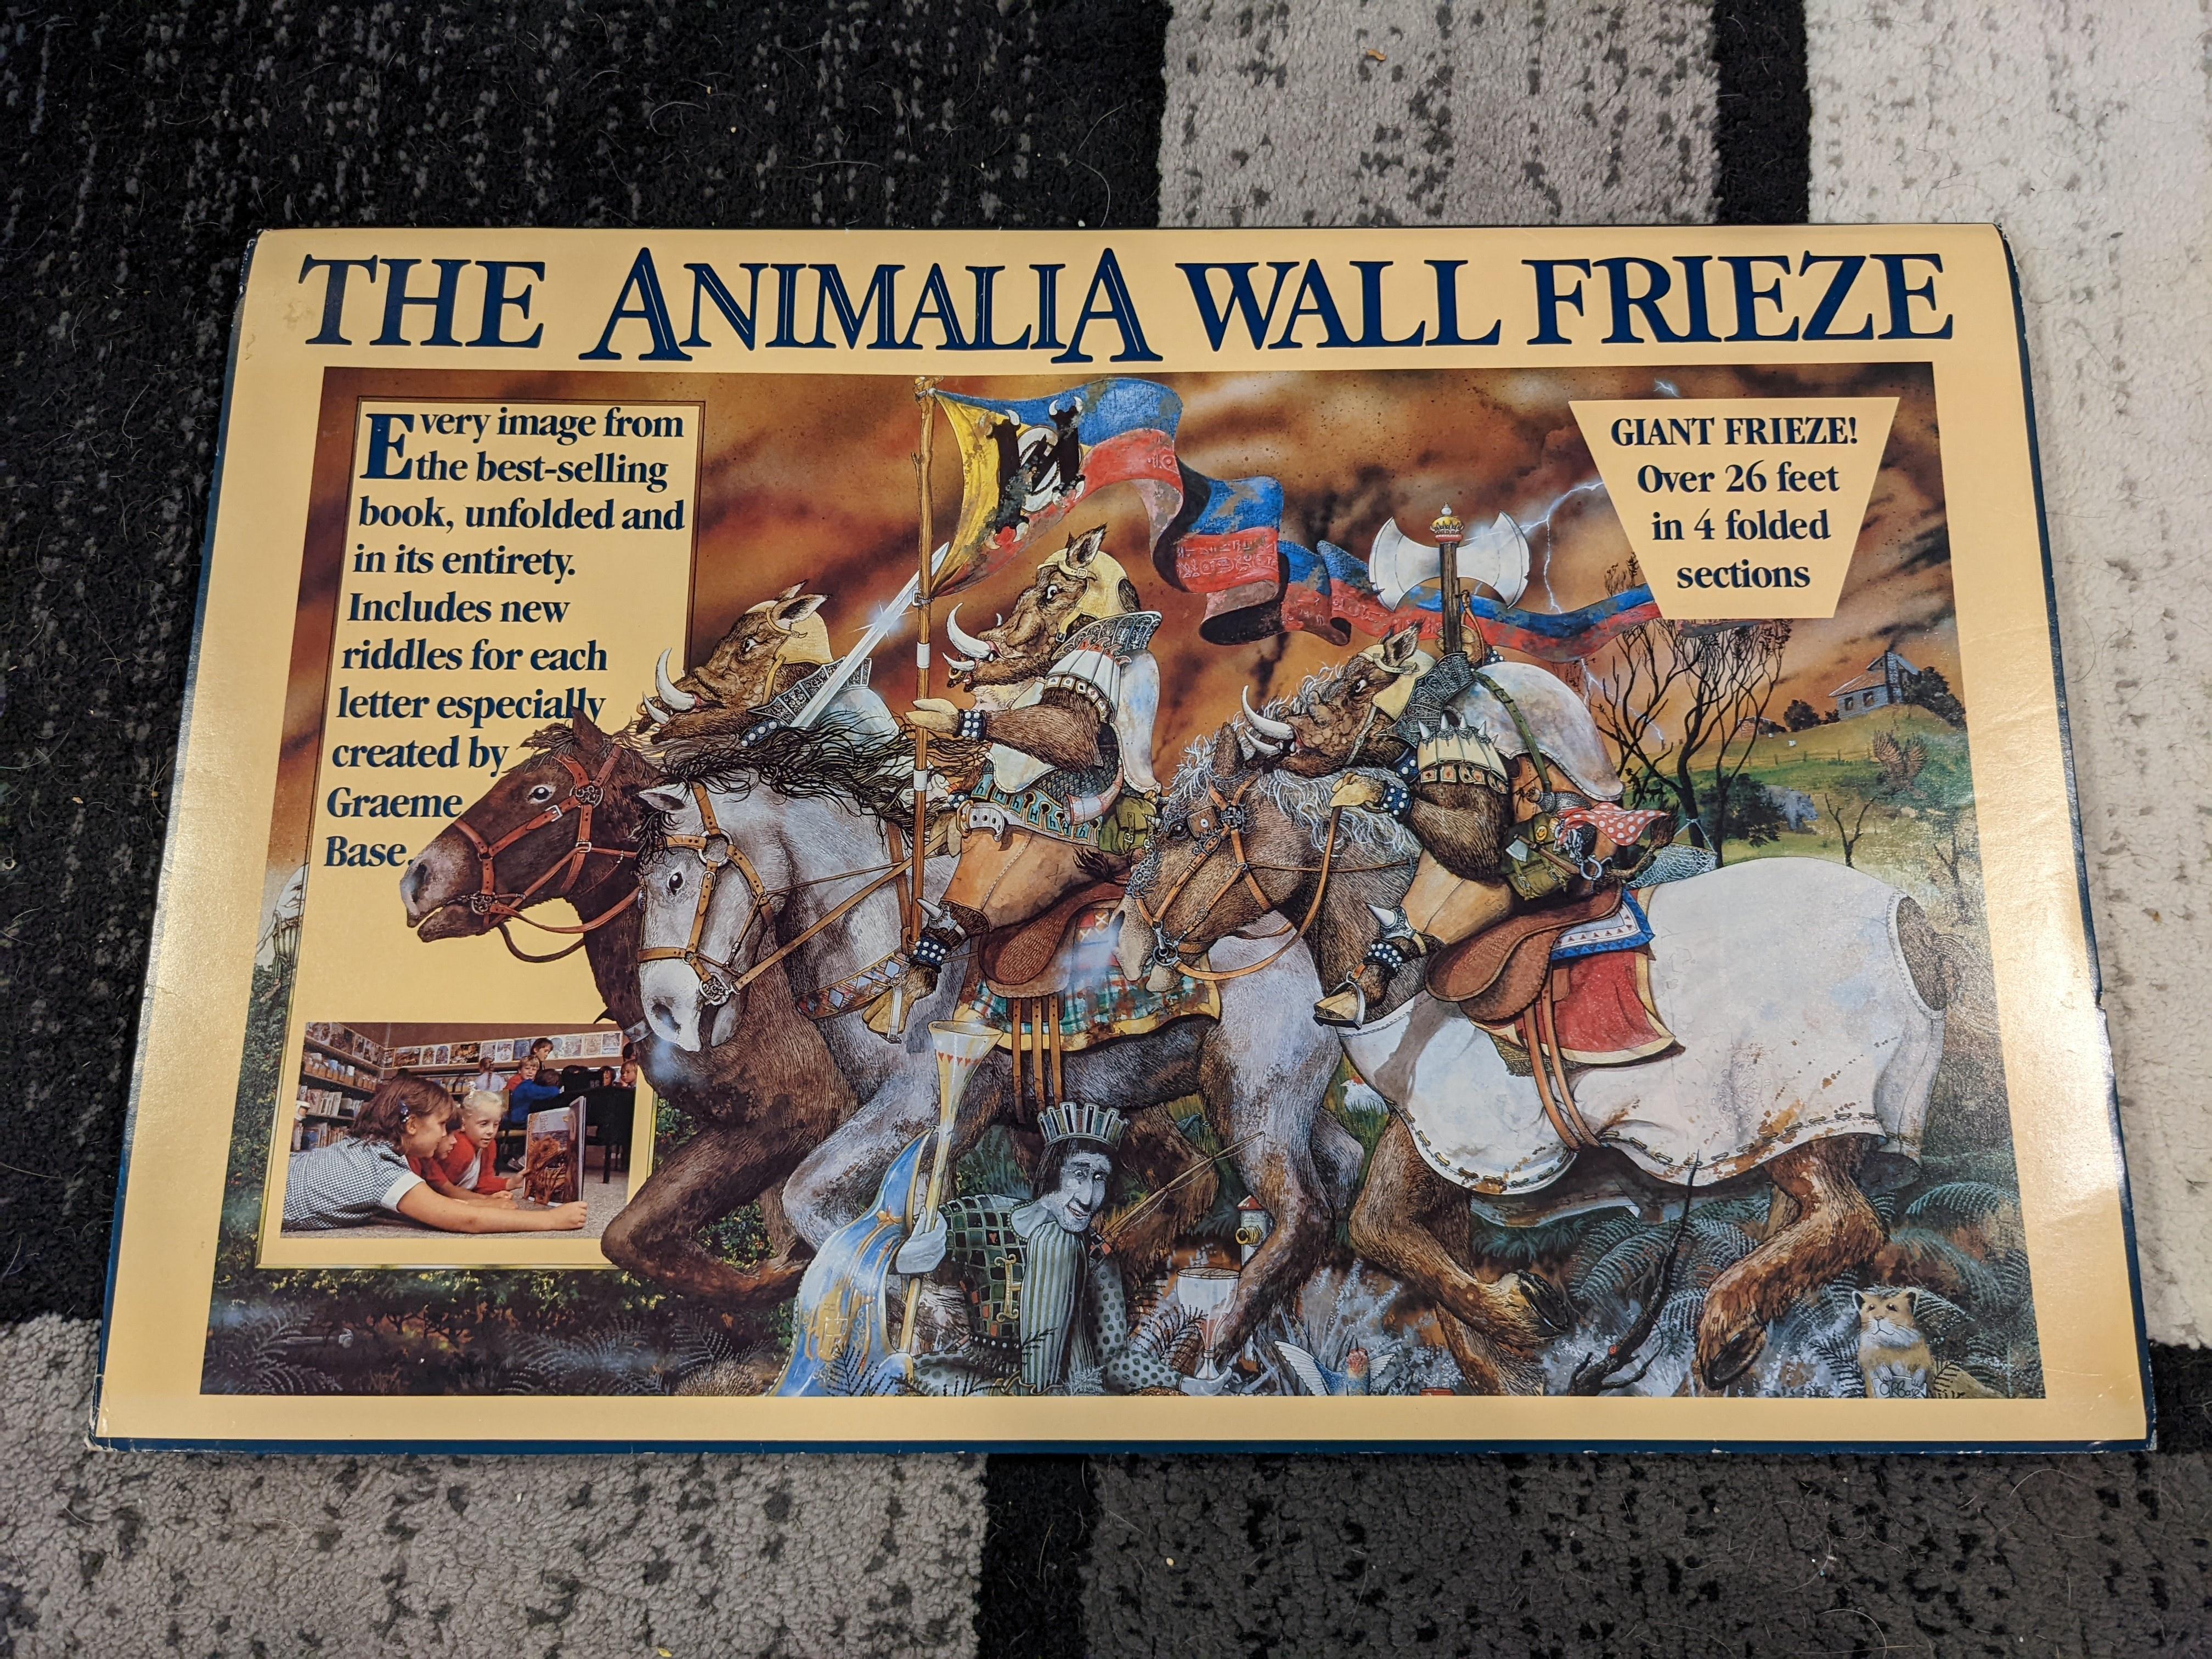 THE ANIMALIA WALL FRIEZE
Every image from
the best-selling
book, unfolded and
in its entirety.
Includes new
riddles for each
letter especially
created by
Graeme
Base.
GIANT FRIEZE!
Over 26 feet
in 4 folded
sections